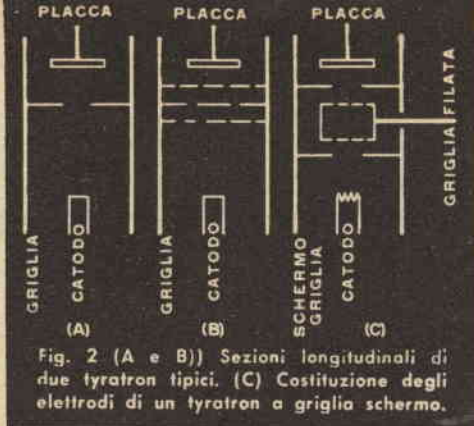 PLACCA PLACCA PLACCA
GRIGLIA FILATA
GRIGLIA
CATODO
GRIGLIA
CATODO
SCHERMO
GRIGLIA
CATODO
(A) (B) (C)
Fig. 2 (A e B)) Sezioni longitudinali di
due tyratron tipici. (C) Costituzione degli
elettrodi di un tyratron a griglia schermo.